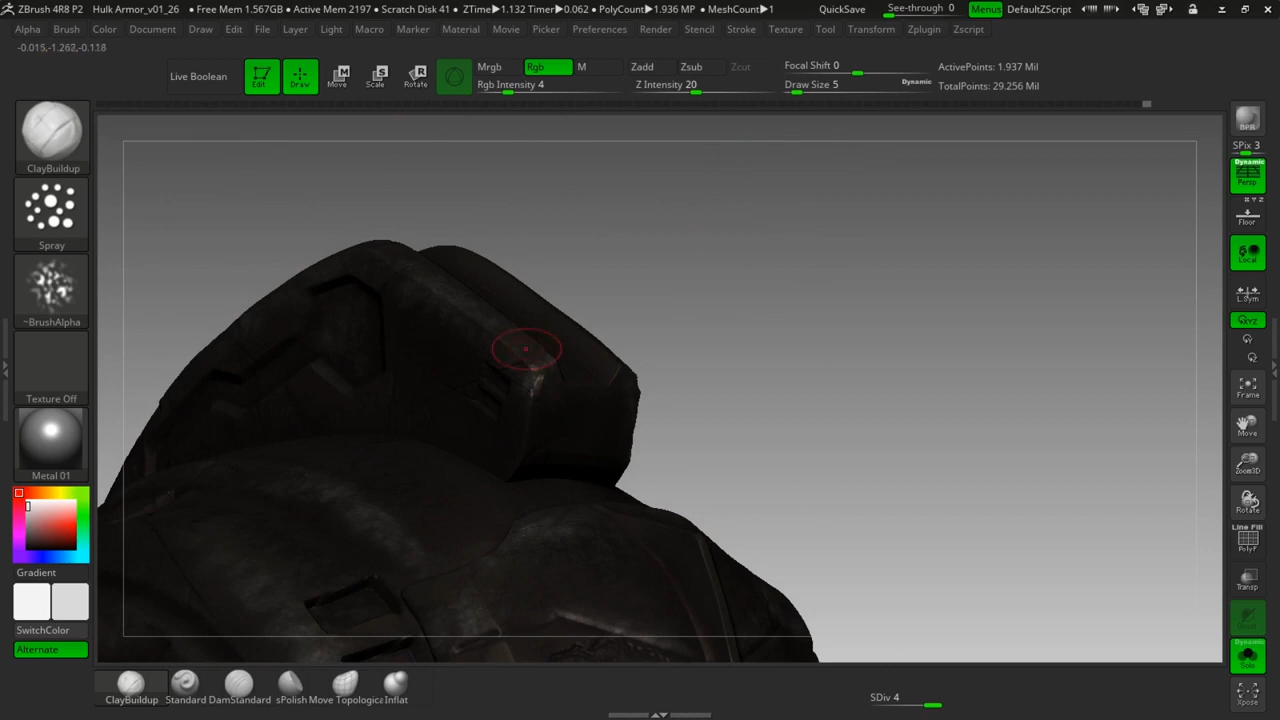 ZBrush 4R8 P2 Hulk Armor_v01_26 • Free Mem 1.567GB • Active Mem 2197 • Scratch Disk 41 • ZTime▶1.132 Timer▶0.062 • PolyCount▶1.936 MP • MeshCount▶1 QuickSave See-through 0 Menus DefaultZScript
Alpha Brush Color Document Draw Edit File Layer Light Macro Marker Material Movie Picker Preferences Render Stencil Stroke Texture Tool Transform Zplugin Zscript
-0.015,-1.262,-0.118
Live Boolean
Edit
Draw
Move
Scale
Rotate
Mrgb Rgb M
Rgb Intensity 4
Zadd Zsub Zcut
Z Intensity 20
Focal Shift 0
Draw Size 5
Dynamic
ActivePoints: 1.937 Mil
TotalPoints: 29.256 Mil
ClayBuildup
Spray
~BrushAlpha
Texture Off
Metal 01
Gradient
SwitchColor
Alternate
BPR
SPix 3
Dynamic
Persp
Floor
Local
L.Sym
XYZ
Frame
Move
Zoom3D
Rotate
Line Fill
PolyF
Transp
Dynamic
Solo
Xpose
ClayBuildup Standard DamStandard sPolish Move Topologica Inflat
SDiv 4